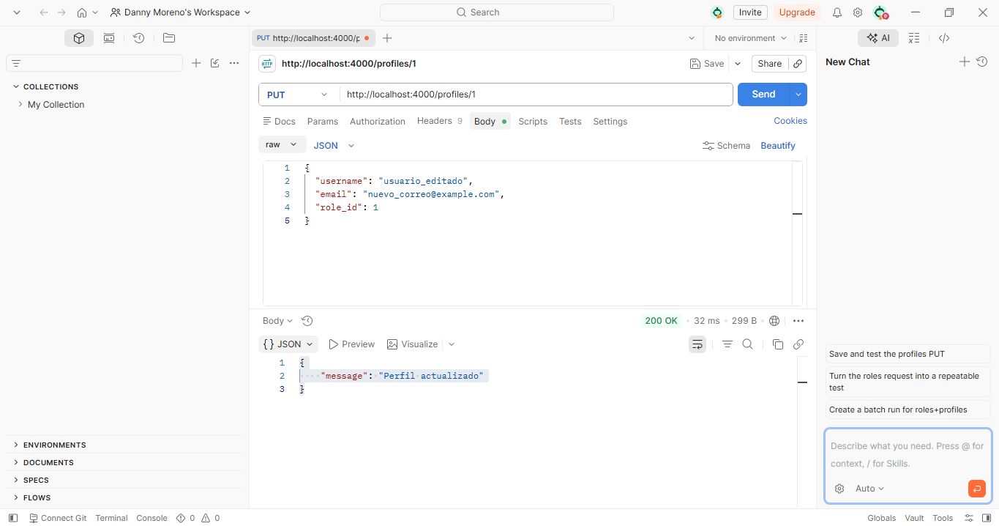 Danny Moreno's Workspace
Search
Invite
Upgrade
PUT http://localhost:4000/p
No environment
AI
HTTP http://localhost:4000/profiles/1
Save
Share
New Chat
COLLECTIONS
My Collection
PUT
http://localhost:4000/profiles/1
Send
Docs
Params
Authorization
Headers 9
Body
Scripts
Tests
Settings
Cookies
raw
JSON
Schema
Beautify
1 {
2 "username": "usuario_editado",
3 "email": "nuevo_correo@example.com",
4 "role_id": 1
5 }
Body
200 OK
32 ms
299 B
{} JSON
Preview
Visualize
1 {
2 "message": "Perfil actualizado"
3 }
Save and test the profiles PUT
Turn the roles request into a repeatable
test
Create a batch run for roles+profiles
Describe what you need. Press @ for
context, / for Skills.
Auto
ENVIRONMENTS
DOCUMENTS
SPECS
FLOWS
Connect Git
Terminal
Console
0
0
Globals
Vault
Tools